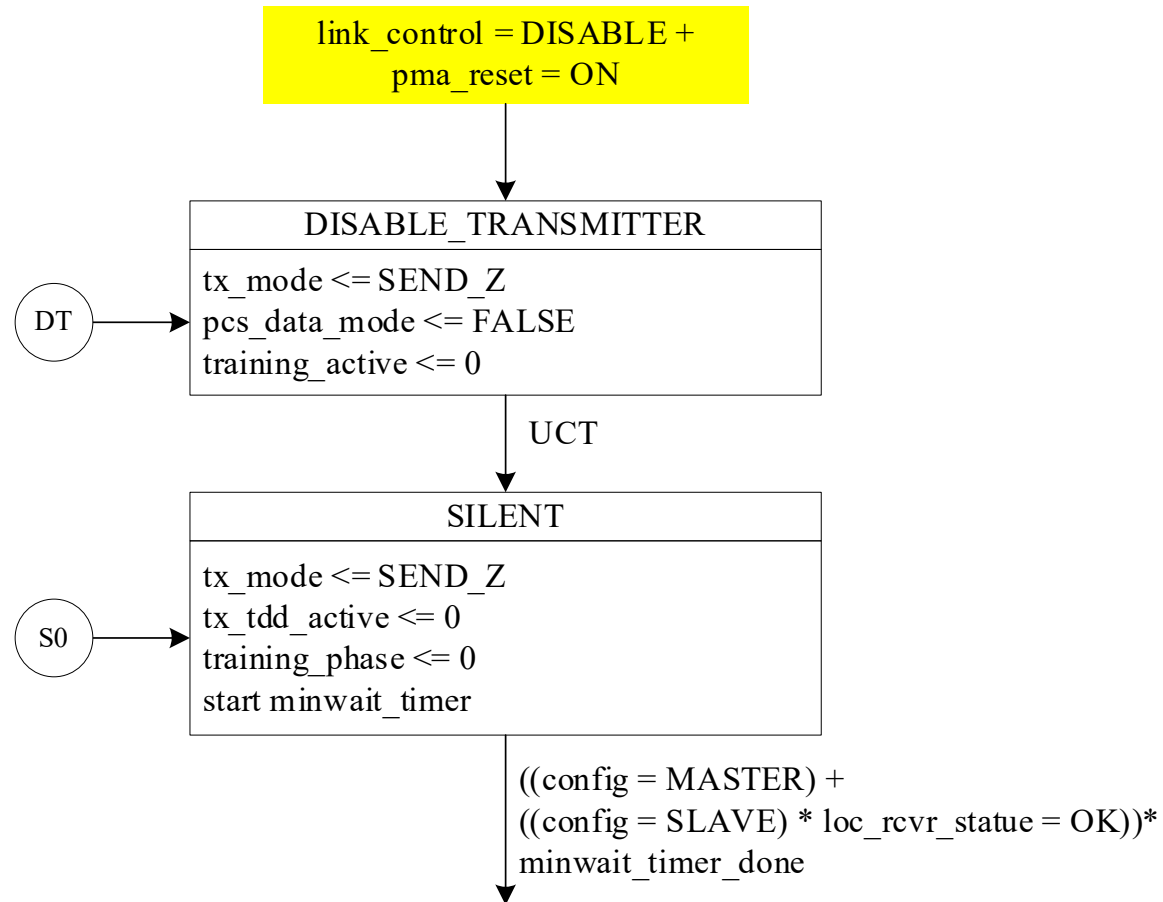 link_control = DISABLE +
pma_reset = ON
DISABLE_TRANSMITTER
DT
tx_mode <= SEND_Z
pcs_data_mode <= FALSE
training_active <= 0
UCT
SILENT
S0
tx_mode <= SEND_Z
tx_tdd_active <= 0
training_phase <= 0
start minwait_timer
((config = MASTER) +
((config = SLAVE) * loc_rcvr_statue = OK))*
minwait_timer_done